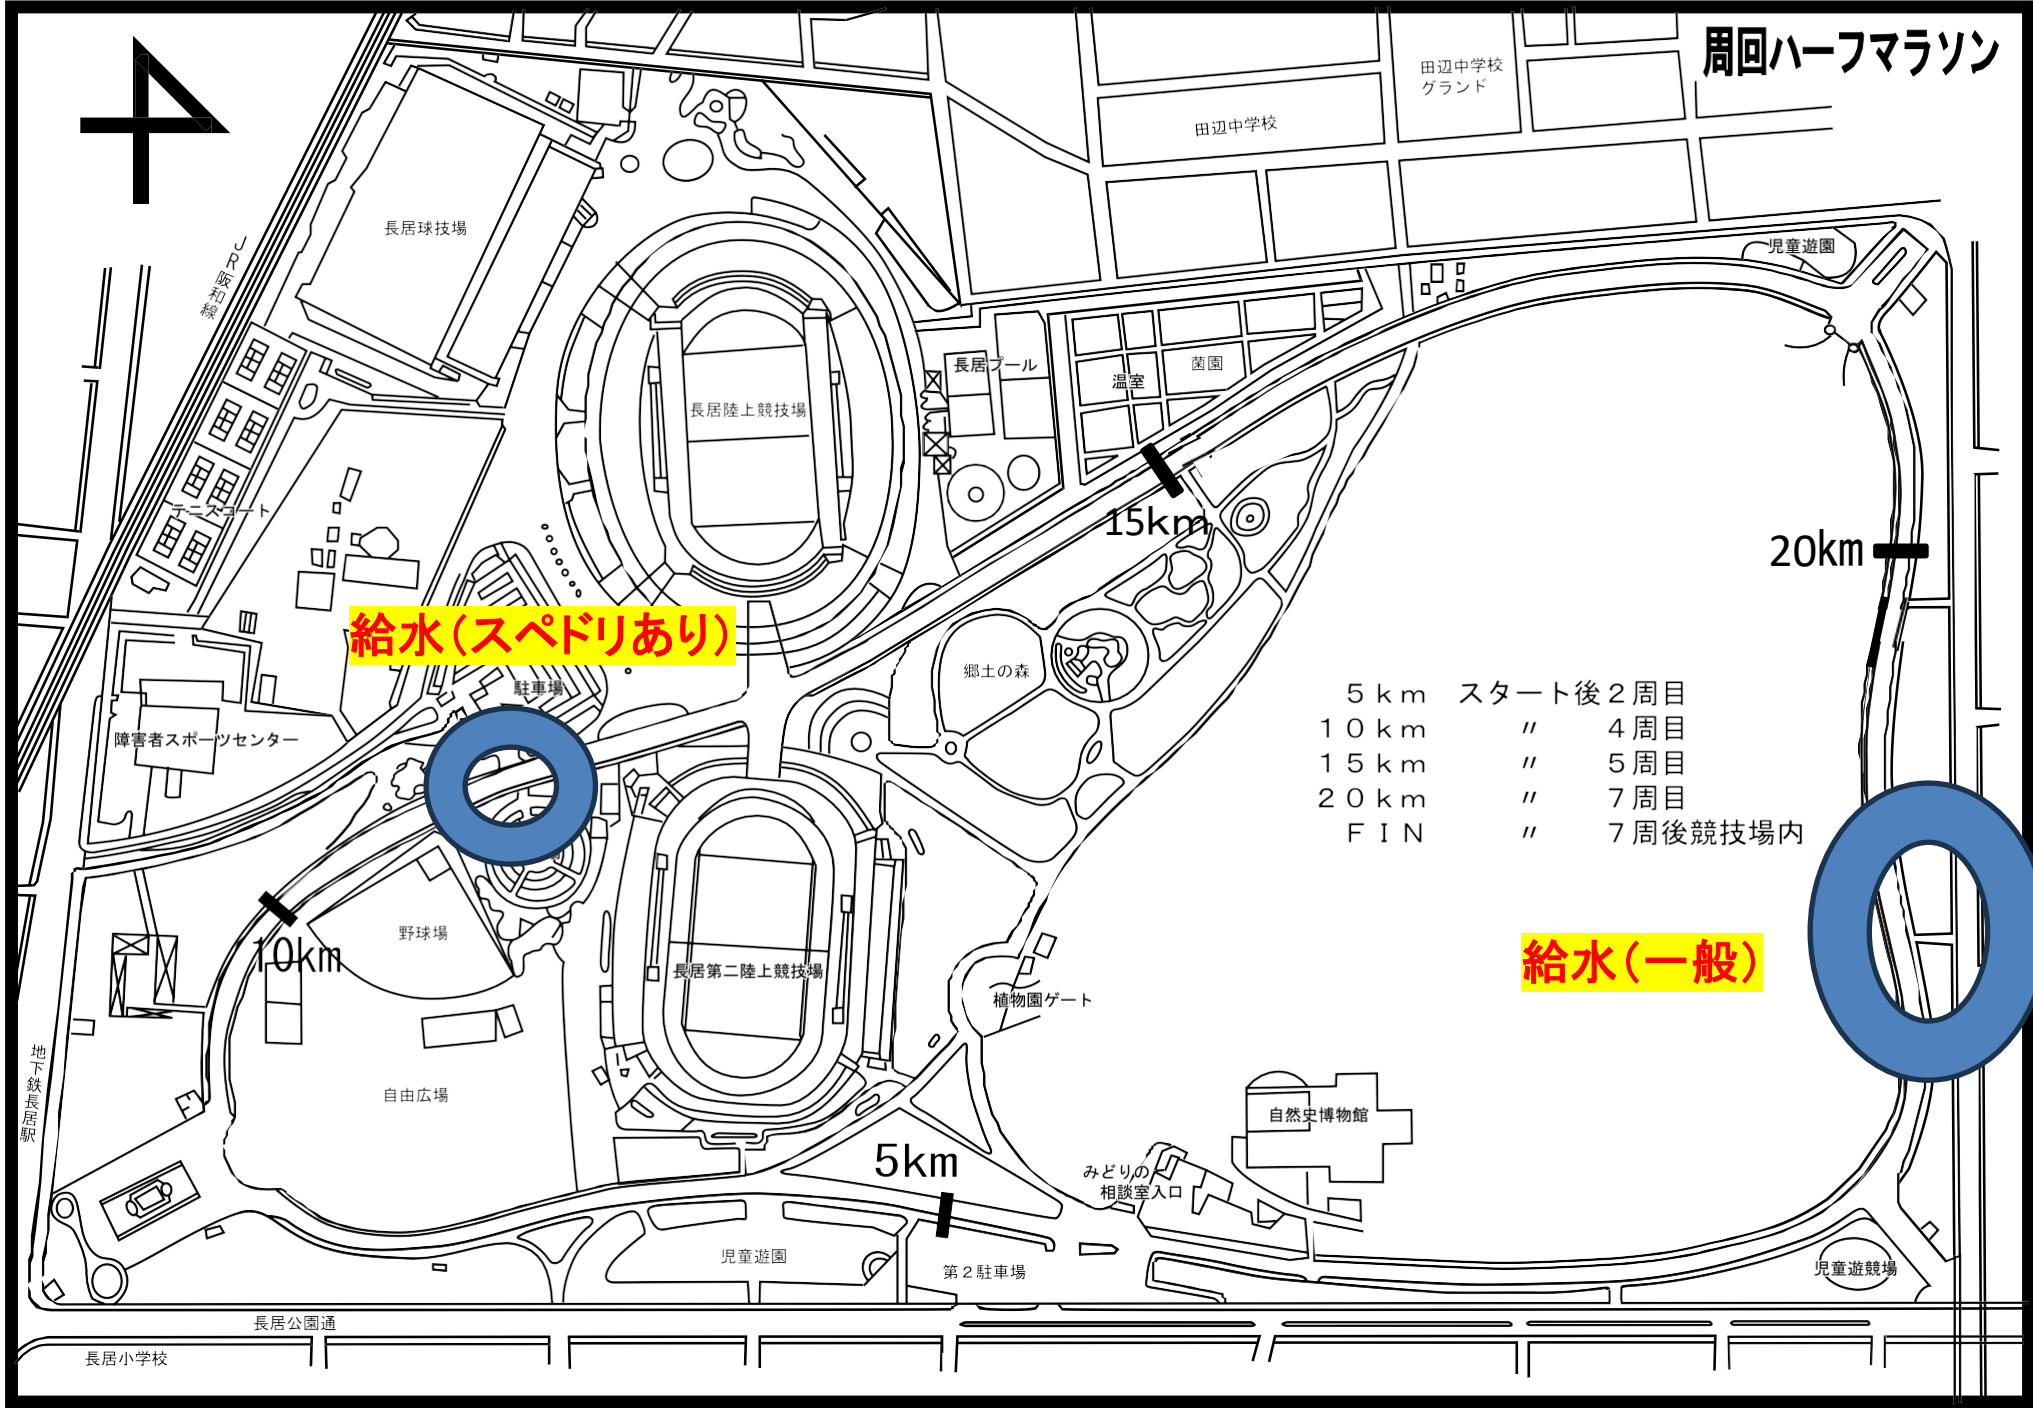 周回ハーフマラソン
田辺中学校
グランド
田辺中学校
長居球技場
児童遊園
JR阪和線
長居プール
菌園
温室
長居陸上競技場
テニスコート
15km
20km
給水(スペドリあり)
郷土の森
駐車場
障害者スポーツセンター
5km スタート後2周目
10km 〃 4周目
15km 〃 5周目
20km 〃 7周目
FIN 〃 7周後競技場内
野球場
10km
給水(一般)
長居第二陸上競技場
植物園ゲート
地下鉄長居駅
自由広場
自然史博物館
5km
みどりの
相談室入口
児童遊園
第2駐車場
児童遊競場
長居公園通
長居小学校